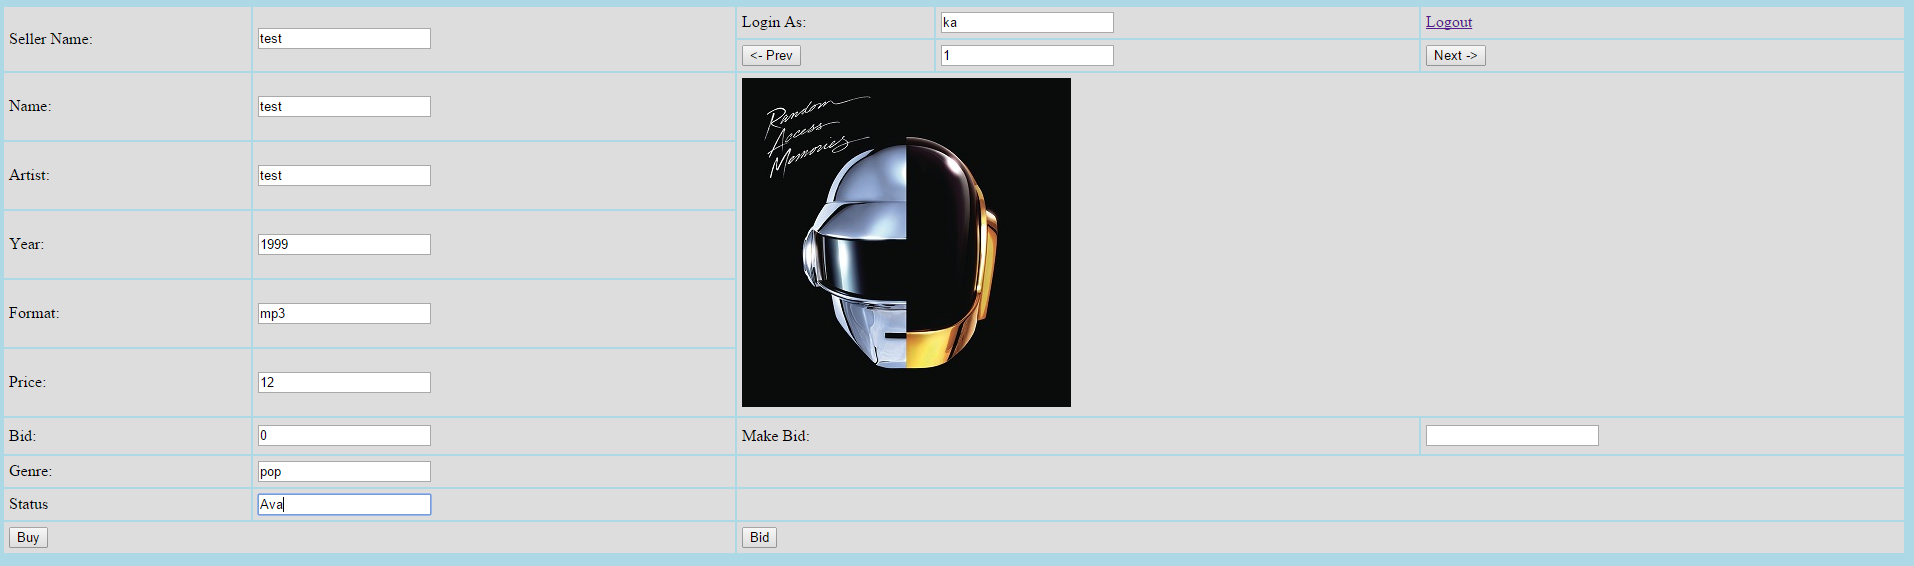 Seller Name: test
Login As: ka Logout
<- Prev 1 Next ->
Name: test
Random
Access
Memories
Artist: test
Year: 1999
Format: mp3
Price: 12
Bid: 0 Make Bid:
Genre: pop
Status Ava
Buy Bid